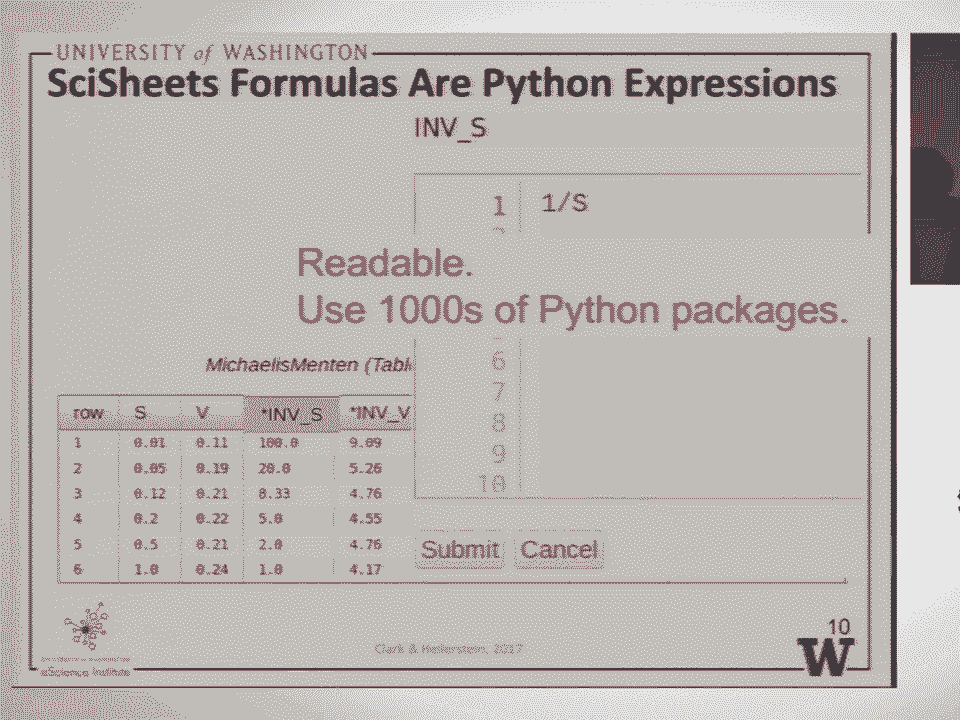 UNIVERSITY of WASHINGTON
SciSheets Formulas Are Python Expressions
INV_S
1 1/S
Readable.
Use 1000s of Python packages.
6
7
8
9
10
MichaelisMenten (Tabl
row S V *INV_S *INV_V
1 0.01 0.11 100.0 9.09
2 0.05 0.19 20.0 5.26
3 0.12 0.21 8.33 4.76
4 0.2 0.22 5.0 4.55
5 0.5 0.21 2.0 4.76
6 1.0 0.24 1.0 4.17
Submit Cancel
10
Clark & Hellerstein, 2017
W
eScience Institute